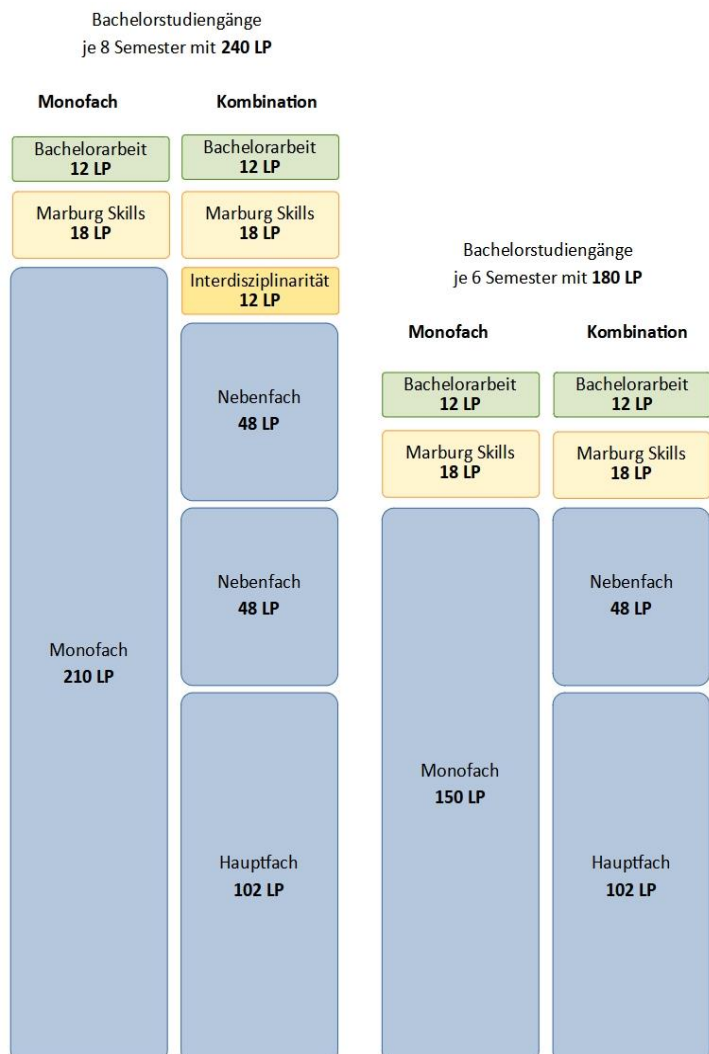 Bachelorstudiengänge
je 8 Semester mit 240 LP
Monofach
Kombination
Bachelorarbeit
12 LP
Marburg Skills
18 LP
Monofach
210 LP
Bachelorarbeit
12 LP
Marburg Skills
18 LP
Interdisziplinarität
12 LP
Nebenfach
48 LP
Nebenfach
48 LP
Hauptfach
102 LP
Bachelorstudiengänge
je 6 Semester mit 180 LP
Monofach
Kombination
Bachelorarbeit
12 LP
Marburg Skills
18 LP
Monofach
150 LP
Bachelorarbeit
12 LP
Marburg Skills
18 LP
Nebenfach
48 LP
Hauptfach
102 LP